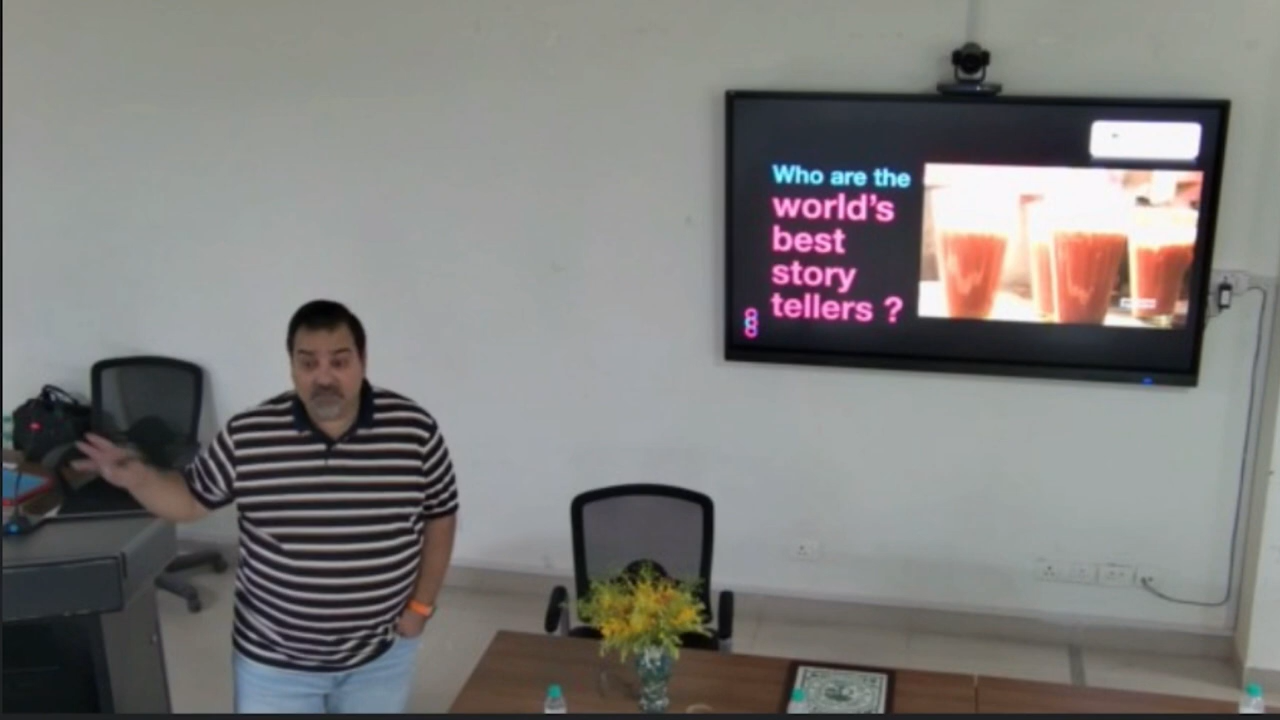 Who are the
world's
best
story
tellers ?